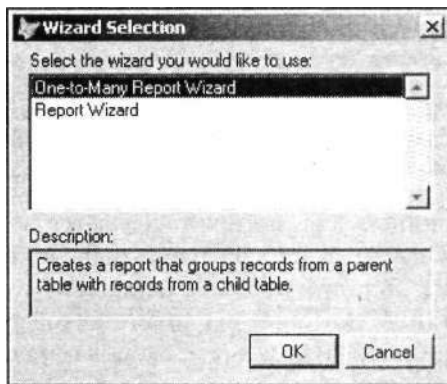 Wizard Selection
Select the wizard you would like to use:
One-to-Many Report Wizard
Report Wizard
Description:
Creates a report that groups records from a parent
table with records from a child table.
OK Cancel